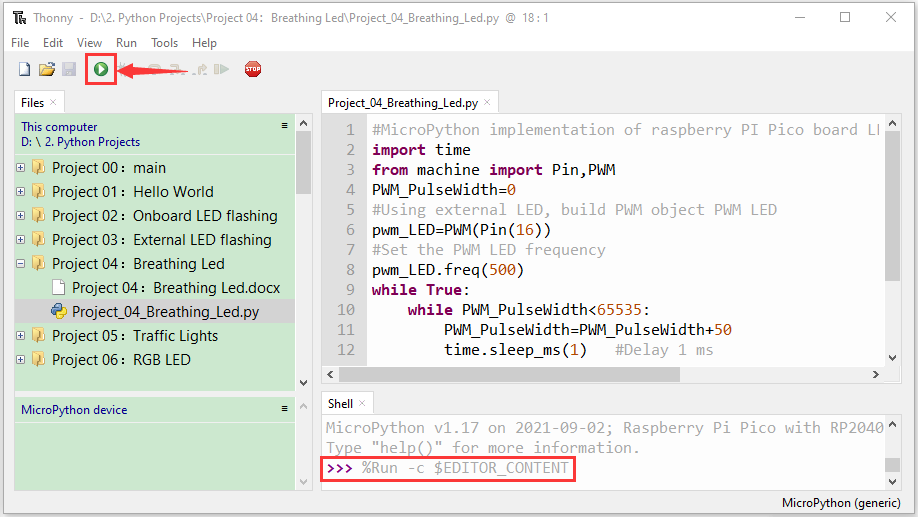 Thonny - D:\2. Python Projects\Project 04：Breathing Led\Project_04_Breathing_Led.py @ 18 : 1
File Edit View Run Tools Help
STOP
Files ×
Project_04_Breathing_Led.py ×
This computer
D: \ 2. Python Projects
Project 00：main
Project 01：Hello World
Project 02：Onboard LED flashing
Project 03：External LED flashing
Project 04：Breathing Led
Project 04：Breathing Led.docx
Project_04_Breathing_Led.py
Project 05：Traffic Lights
Project 06：RGB LED
MicroPython device
1 #MicroPython implementation of raspberry PI Pico board
2 import time
3 from machine import Pin,PWM
4 PWM_PulseWidth=0
5 #Using external LED, build PWM object PWM LED
6 pwm_LED=PWM(Pin(16))
7 #Set the PWM LED frequency
8 pwm_LED.freq(500)
9 while True:
10 while PWM_PulseWidth<65535:
11 PWM_PulseWidth=PWM_PulseWidth+50
12 time.sleep_ms(1) #Delay 1 ms
Shell ×
MicroPython v1.17 on 2021-09-02; Raspberry Pi Pico with RP2040
Type "help()" for more information.
>>> %Run -c $EDITOR_CONTENT
MicroPython (generic)